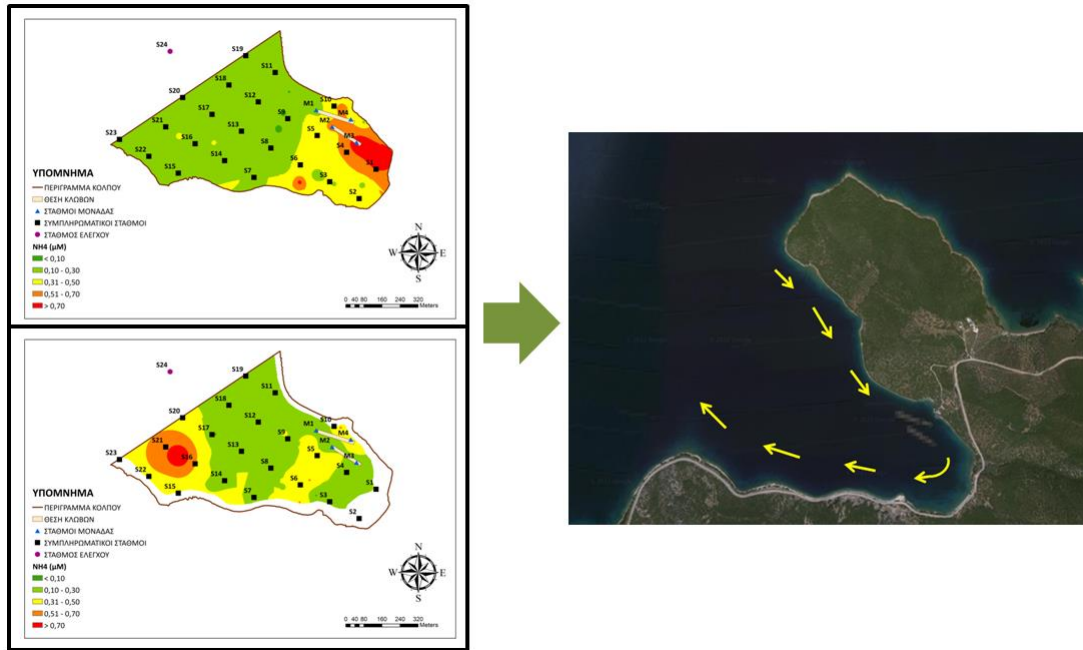 S24
S19
S11
S18
S20
S12
S10
M1
M4
S17
S9
M2
S21
S13
S5
M3
S23
S16
S8
S4
S22
S14
S6
S1
S15
S7
S3
S2
ΥΠΟΜΝΗΜΑ
ΠΕΡΙΓΡΑΜΜΑ ΚΟΛΠΟΥ
ΘΕΣΗ ΚΛΩΒΩΝ
ΣΤΑΘΜΟΙ ΜΟΝΑΔΑΣ
ΣΥΜΠΛΗΡΩΜΑΤΙΚΟΙ ΣΤΑΘΜΟΙ
ΣΤΑΘΜΟΣ ΕΛΕΓΧΟΥ
NH4 (μM)
< 0,10
0,10 - 0,30
0,31 - 0,50
0,51 - 0,70
> 0,70
N
W E
S
0 40 80 160 240 320
Meters
S24
S19
S11
S18
S20
S12
S10
M1
M4
S17
S9
M2
S21
S13
S5
M3
S23
S16
S8
S4
S22
S14
S6
S1
S15
S7
S3
S2
ΥΠΟΜΝΗΜΑ
ΠΕΡΙΓΡΑΜΜΑ ΚΟΛΠΟΥ
ΘΕΣΗ ΚΛΩΒΩΝ
ΣΤΑΘΜΟΙ ΜΟΝΑΔΑΣ
ΣΥΜΠΛΗΡΩΜΑΤΙΚΟΙ ΣΤΑΘΜΟΙ
ΣΤΑΘΜΟΣ ΕΛΕΓΧΟΥ
NH4 (μM)
< 0,10
0,10 - 0,30
0,31 - 0,50
0,51 - 0,70
> 0,70
N
W E
S
0 40 80 160 240 320
Meters